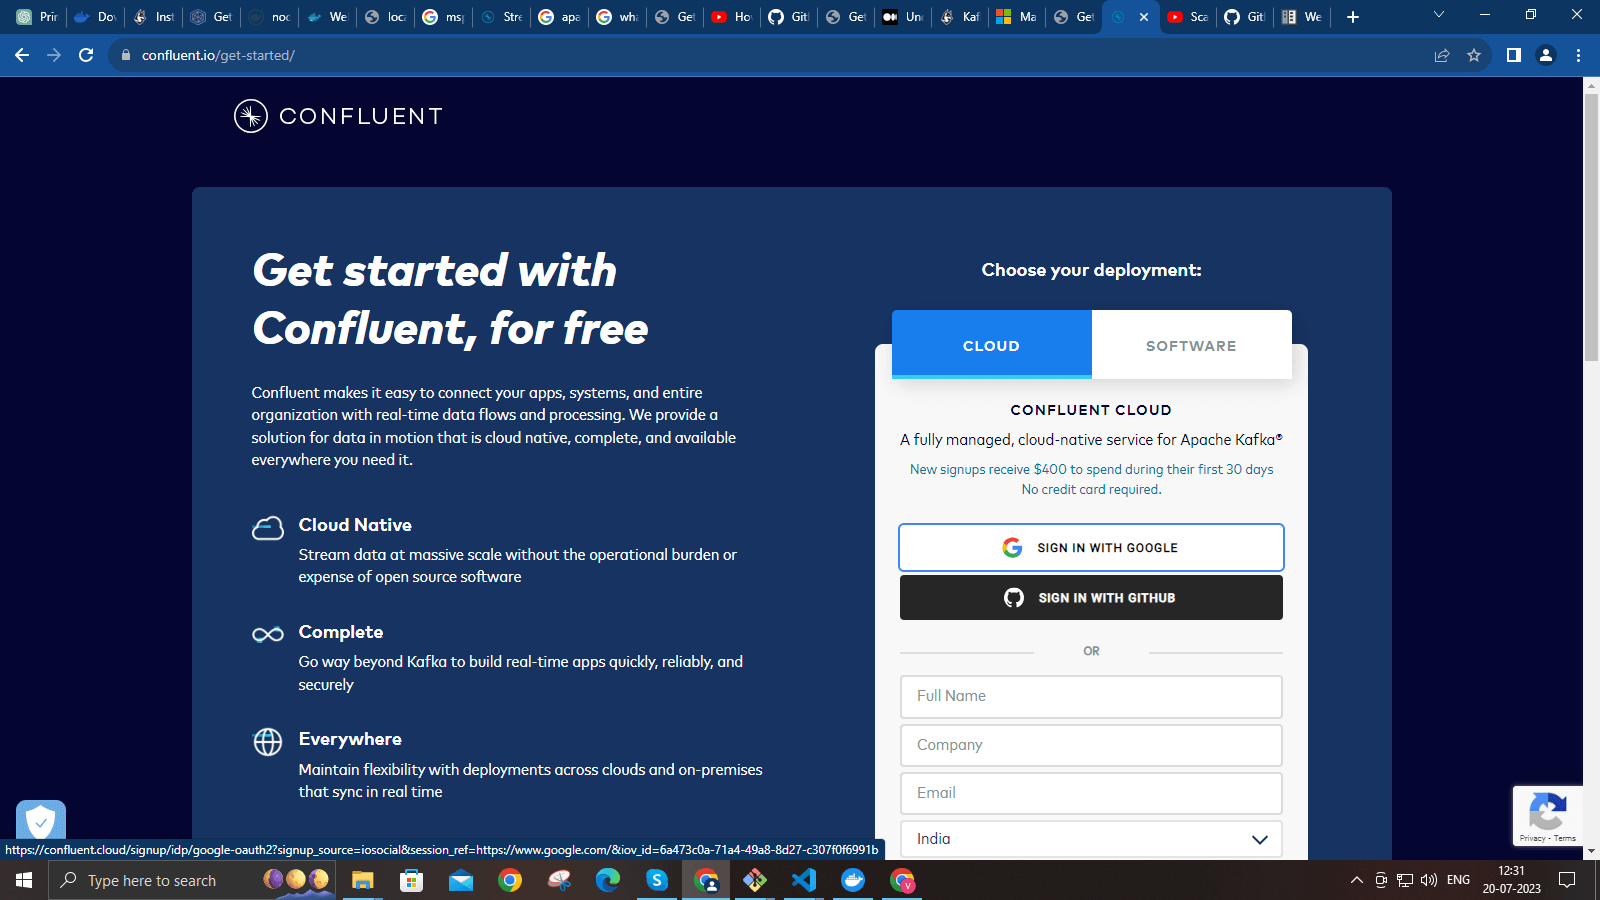 Prin
Dov
Inst
Get
noc
We
loca
msp
Stre
apa
wha
Get
Hov
Gitl
Get
Und
Kaf
Ma
Get
Sca
Gitl
We
confluent.io/get-started/
CONFLUENT
Get started with
Confluent, for free
Confluent makes it easy to connect your apps, systems, and entire
organization with real-time data flows and processing. We provide a
solution for data in motion that is cloud native, complete, and available
everywhere you need it.
Cloud Native
Stream data at massive scale without the operational burden or
expense of open source software
Complete
Go way beyond Kafka to build real-time apps quickly, reliably, and
securely
Everywhere
Maintain flexibility with deployments across clouds and on-premises
that sync in real time
Choose your deployment:
CLOUD
SOFTWARE
CONFLUENT CLOUD
A fully managed, cloud-native service for Apache Kafka®
New signups receive $400 to spend during their first 30 days
No credit card required.
SIGN IN WITH GOOGLE
SIGN IN WITH GITHUB
OR
Full Name
Company
Email
India
Privacy - Terms
https://confluent.cloud/signup/idp/google-oauth2?signup_source=iosocial&session_ref=https://www.google.com/&iov_id=6a473c0a-71a4-49a8-8d27-c307f0f6991b
Type here to search
ENG
12:31
20-07-2023